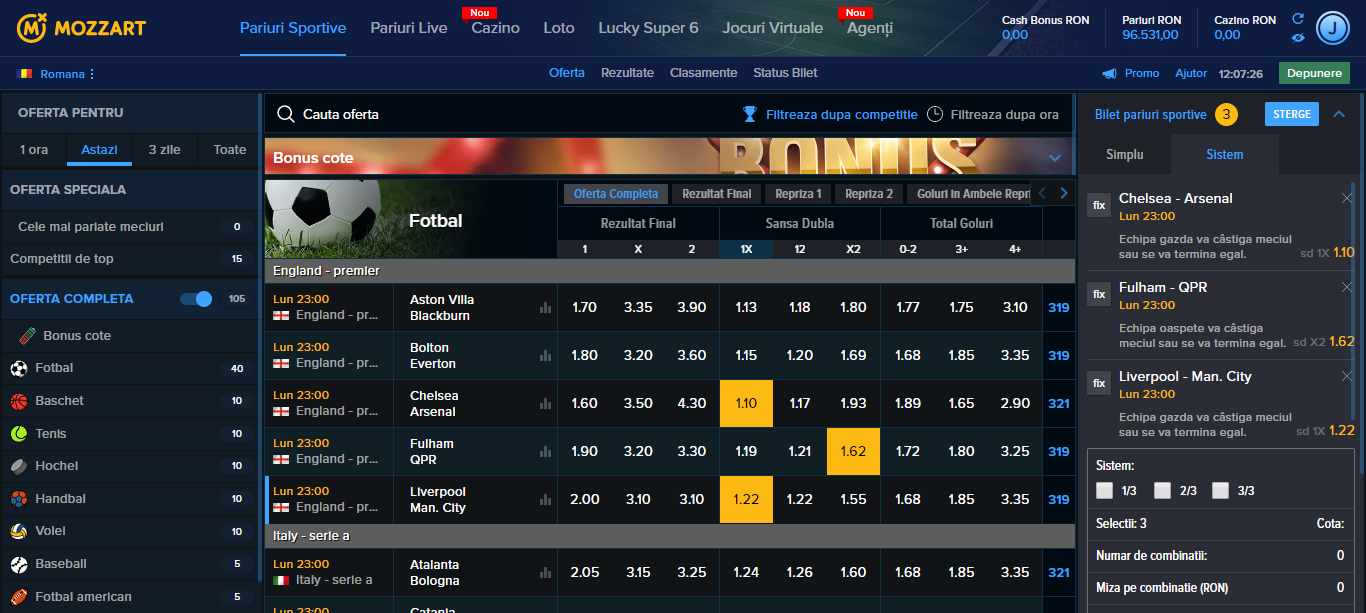 MOZZART
Pariuri Sportive
Pariuri Live
Nou
Cazino
Loto
Lucky Super 6
Jocuri Virtuale
Nou
Agenți
Cash Bonus RON
0,00
Pariuri RON
96.531,00
Cazino RON
0,00
J
Romana
Oferta
Rezultate
Clasamente
Status Bilet
Promo
Ajutor
12:07:26
Depunere
OFERTA PENTRU
1 ora
Astazi
3 zile
Toate
OFERTA SPECIALA
Cele mai pariate meciuri 0
Competitii de top 15
OFERTA COMPLETA 105
Bonus cote
Fotbal 40
Baschet 10
Tenis 10
Hochei 10
Handbal 10
Volei 10
Baseball 5
Fotbal american 5
Cauta oferta
Filtreaza dupa competitie
Filtreaza dupa ora
Bonus cote
BONUS
Fotbal
Oferta Completa
Rezultat Final
Repriza 1
Repriza 2
Goluri in Ambele Repri
Rezultat Final
Sansa Dubla
Total Goluri
1 X 2 1X 12 X2 0-2 3+ 4+
England - premier
Lun 23:00
England - pr...
Aston Villa
Blackburn
1.70 3.35 3.90 1.13 1.18 1.80 1.77 1.75 3.10 319
Lun 23:00
England - pr...
Bolton
Everton
1.80 3.20 3.60 1.15 1.20 1.69 1.68 1.85 3.35 319
Lun 23:00
England - pr...
Chelsea
Arsenal
1.60 3.50 4.30 1.10 1.17 1.93 1.89 1.65 2.90 321
Lun 23:00
England - pr...
Fulham
QPR
1.90 3.20 3.30 1.19 1.21 1.62 1.72 1.80 3.25 319
Lun 23:00
England - pr...
Liverpool
Man. City
2.00 3.10 3.10 1.22 1.22 1.55 1.68 1.85 3.35 319
Italy - serie a
Lun 23:00
Italy - serie a
Atalanta
Bologna
2.05 3.15 3.25 1.24 1.26 1.60 1.68 1.85 3.35 321
Lun 23:00
Catania
Bilet pariuri sportive 3
STERGE
Simplu
Sistem
fix
Chelsea - Arsenal
Lun 23:00
Echipa gazda va câstiga meciul
sau se va termina egal. sd 1X 1.10
fix
Fulham - QPR
Lun 23:00
Echipa oaspete va câstiga
meciul sau se va termina egal. sd X2 1.62
fix
Liverpool - Man. City
Lun 23:00
Echipa gazda va câstiga meciul
sau se va termina egal. sd 1X 1.22
Sistem:
1/3 2/3 3/3
Selectii: 3 Cota:
Numar de combinatii: 0
Miza pe combinatie (RON) 0